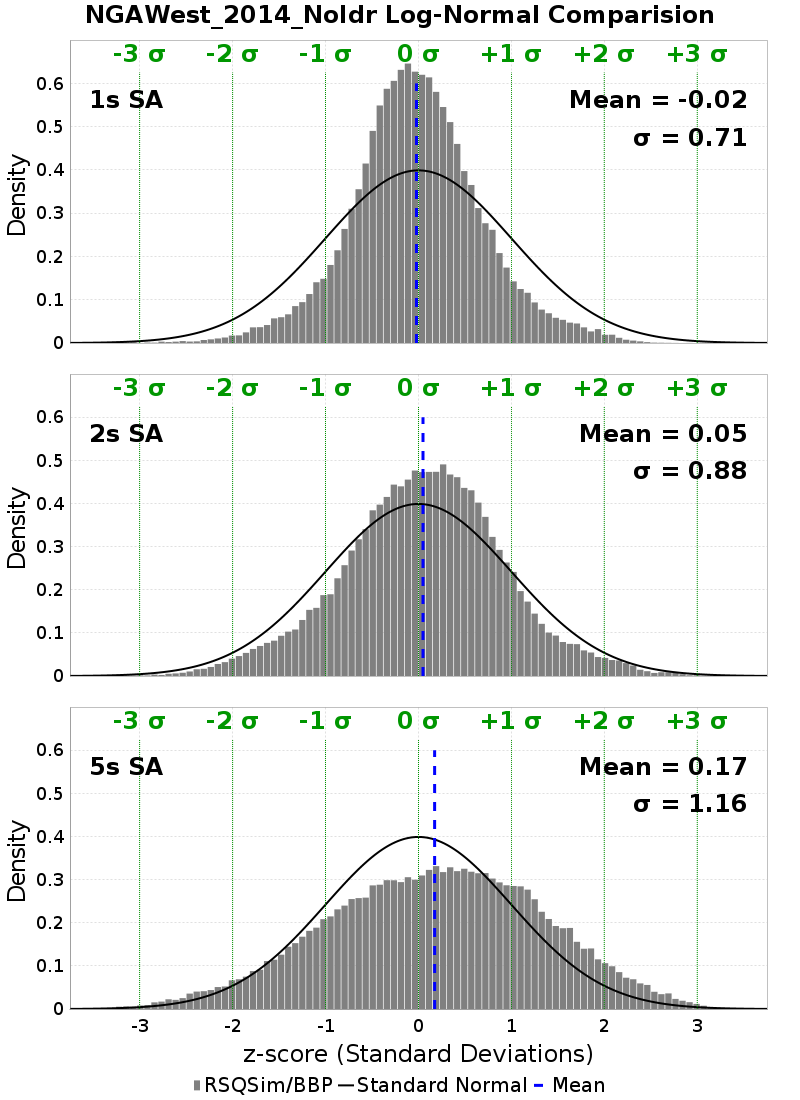 NGAWest_2014_NoIdr Log-Normal Comparision
-3 σ -2 σ -1 σ 0 σ +1 σ +2 σ +3 σ
1s SA
Mean = -0.02
σ = 0.71
Density
0.6
0.5
0.4
0.3
0.2
0.1
0
-3 σ -2 σ -1 σ 0 σ +1 σ +2 σ +3 σ
2s SA
Mean = 0.05
σ = 0.88
Density
0.6
0.5
0.4
0.3
0.2
0.1
0
-3 σ -2 σ -1 σ 0 σ +1 σ +2 σ +3 σ
5s SA
Mean = 0.17
σ = 1.16
Density
0.6
0.5
0.4
0.3
0.2
0.1
0
-3 -2 -1 0 1 2 3
z-score (Standard Deviations)
RSQSim/BBP Standard Normal Mean